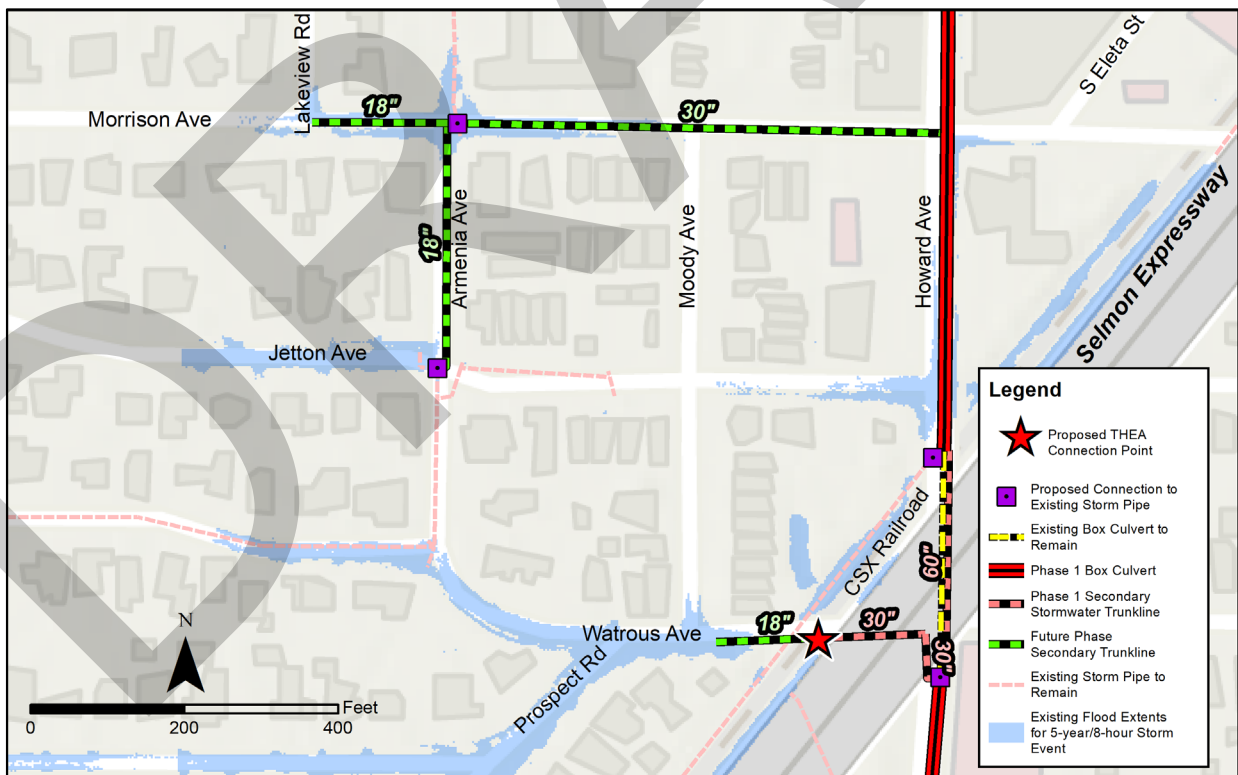 Lakeview Rd
S Eleta St
Morrison Ave
18"
30"
18"
Armenia Ave
Moody Ave
Howard Ave
Selmon Expressway
Jetton Ave
CSX Railroad
60"
Watrous Ave
18"
30"
30"
Prospect Rd
N
0 200 400 Feet
Legend
Proposed THEA
Connection Point
Proposed Connection to
Existing Storm Pipe
Existing Box Culvert to
Remain
Phase 1 Box Culvert
Phase 1 Secondary
Stormwater Trunkline
Future Phase
Secondary Trunkline
Existing Storm Pipe to
Remain
Existing Flood Extents
for 5-year/8-hour Storm
Event